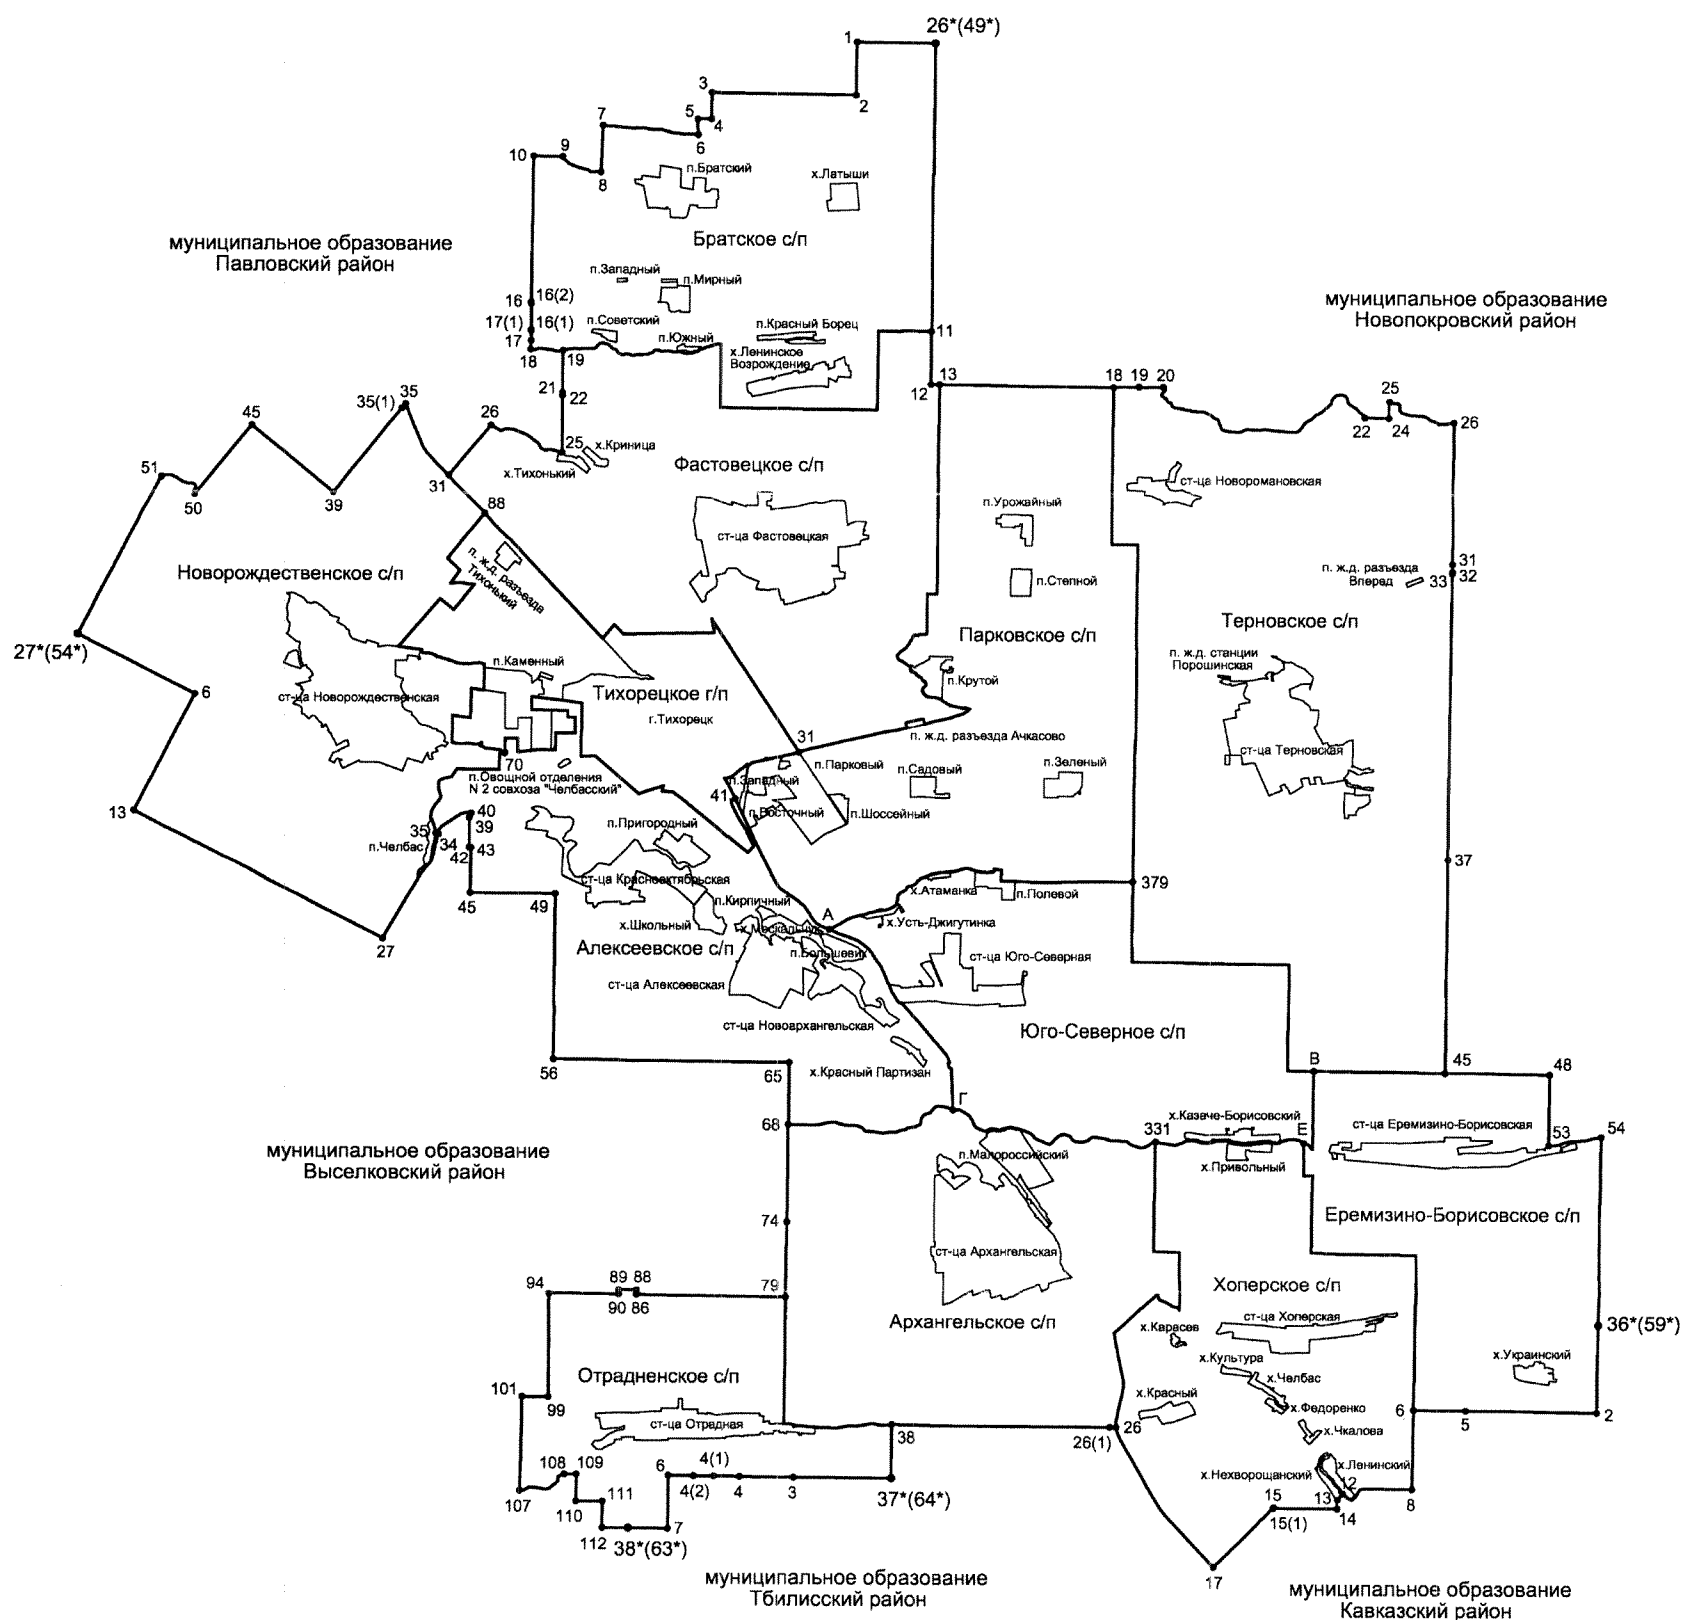 26*(49*)
1
2
3
4
5
6
7
8
9
10
п.Братский
х.Латыши
Братское с/п
муниципальное образование
Павловский район
п.Западный
п.Мирный
16
16(2)
17(1)
16(1)
17
18
19
п.Советский
п.Южный
п.Красный Борец
х.Ленинское
Возрождение
11
12
13
муниципальное образование
Новопокровский район
21
22
18
19
20
22
24
25
26
45
35(1)
35
26
25
х.Криница
х.Тихонький
51
50
39
31
88
Фастовецкое с/п
ст-ца Фастовецкая
п.Урожайный
п.Степной
ст-ца Новоромановская
п. ж.д. разъезда
Вперед
31
33
32
п. ж.д. разъезда
Тихонький
Новорождественское с/п
Парковское с/п
Терновское с/п
27*(54*)
6
13
ст-ца Новорождественская
п.Каменный
Тихорецкое г/п
г.Тихорецк
п.Крутой
п. ж.д. станции
Порошинская
ст-ца Терновская
п. ж.д. разъезда Ачкасово
31
п.Парковый
п.Садовый
п.Зеленый
70
п.Овощной отделения
N 2 совхоза "Челбасский"
п.Западный
41
п.Восточный
п.Шоссейный
40
39
35
34
42
43
п.Челбас
п.Пригородный
37
ст-ца Краснооктябрьская
45
49
27
х.Атаманка
п.Полевой
379
п.Кирпичный
А
х.Усть-Джигутинка
х.Школьный
х.Москальчук
Алексеевское с/п
п.Большевик
ст-ца Юго-Северная
ст-ца Алексеевская
ст-ца Новоархангельская
Юго-Северное с/п
56
65
х.Красный Партизан
В
45
48
Г
68
331
х.Казаче-Борисовский
Е
ст-ца Еремизино-Борисовская
53
54
муниципальное образование
Выселковский район
п.Малороссийский
х.Привольный
74
Еремизино-Борисовское с/п
ст-ца Архангельская
94
89
88
90
86
79
Хоперское с/п
Архангельское с/п
ст-ца Хоперская
х.Карасев
36*(59*)
х.Культура
х.Украинский
Отрадненское с/п
х.Челбас
х.Красный
101
99
ст-ца Отрадная
х.Федоренко
38
26(1)
26
х.Чкалова
6
5
2
108
109
6
4(1)
4(2)
4
3
37*(64*)
х.Нехворощанский
х.Ленинский
12
107
110
111
112
38*(63*)
7
15
15(1)
13
14
8
17
муниципальное образование
Тбилисский район
муниципальное образование
Кавказский район